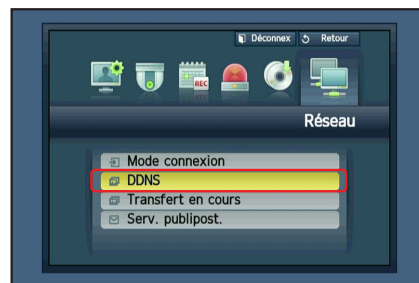 Déconnex Retour
REC
Réseau
Mode connexion
DDNS
Transfert en cours
Serv. publipost.